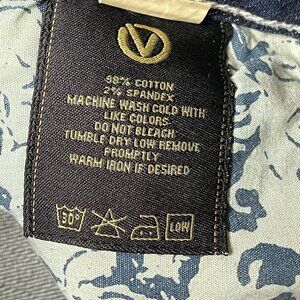 V
98% COTTON
2% SPANDEX
MACHINE WASH COLD WITH
LIKE COLORS
DO NOT BLEACH
TUMBLE DRY LOW REMOVE
PROMPTLY
WARM IRON IF DESIRED
30° LOW